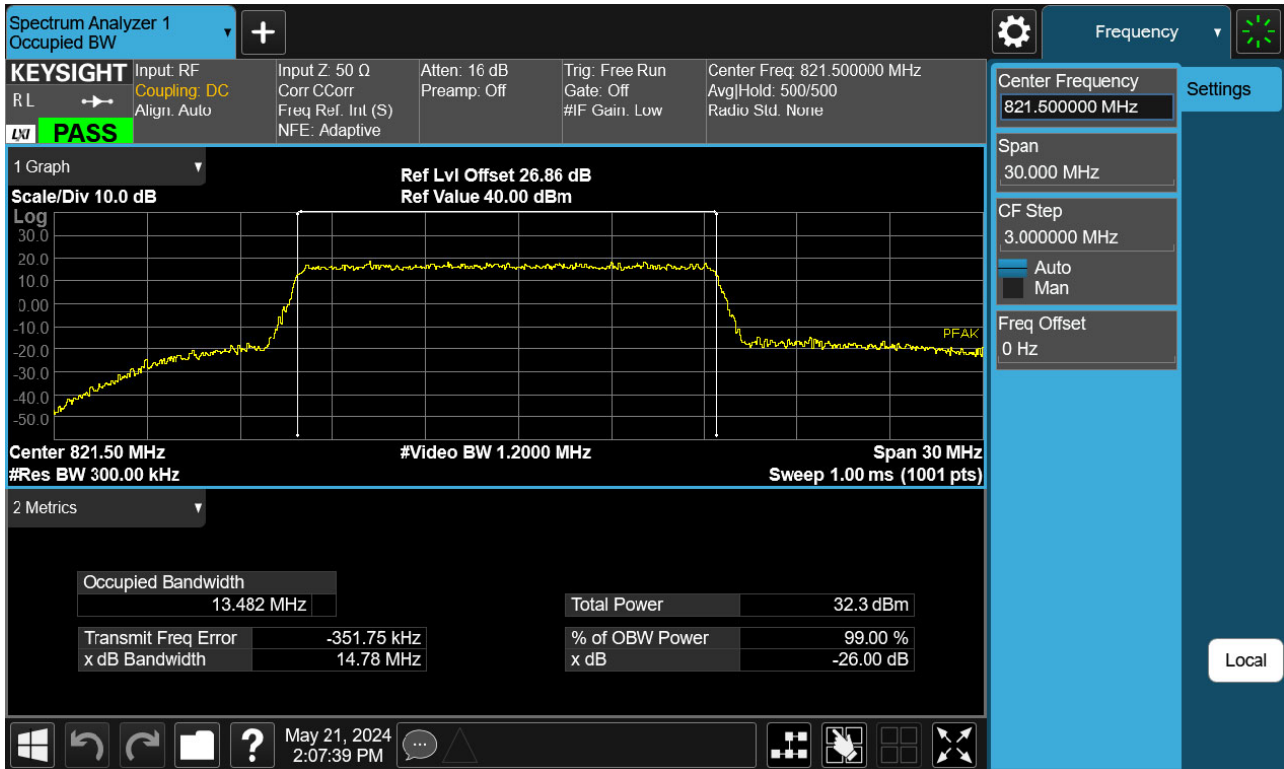 Spectrum Analyzer 1
Occupied BW
Frequency
KEYSIGHT
R L
LXI PASS
Input: RF
Coupling: DC
Align: Auto
Input Z: 50 Ω
Corr CCorr
Freq Ref: Int (S)
NFE: Adaptive
Atten: 16 dB
Preamp: Off
Trig: Free Run
Gate: Off
#IF Gain: Low
Center Freq: 821.500000 MHz
Avg|Hold: 500/500
Radio Std: None
Center Frequency
821.500000 MHz
Settings
Span
30.000 MHz
CF Step
3.000000 MHz
Auto
Man
Freq Offset
0 Hz
Local
1 Graph
Ref Lvl Offset 26.86 dB
Scale/Div 10.0 dB
Ref Value 40.00 dBm
Log
30.0
20.0
10.0
0.00
-10.0
-20.0
-30.0
-40.0
-50.0
PEAK
Center 821.50 MHz
#Video BW 1.2000 MHz
Span 30 MHz
#Res BW 300.00 kHz
Sweep 1.00 ms (1001 pts)
2 Metrics
Occupied Bandwidth
13.482 MHz
Total Power 32.3 dBm
Transmit Freq Error -351.75 kHz
% of OBW Power 99.00 %
x dB Bandwidth 14.78 MHz
x dB -26.00 dB
?
May 21, 2024
2:07:39 PM